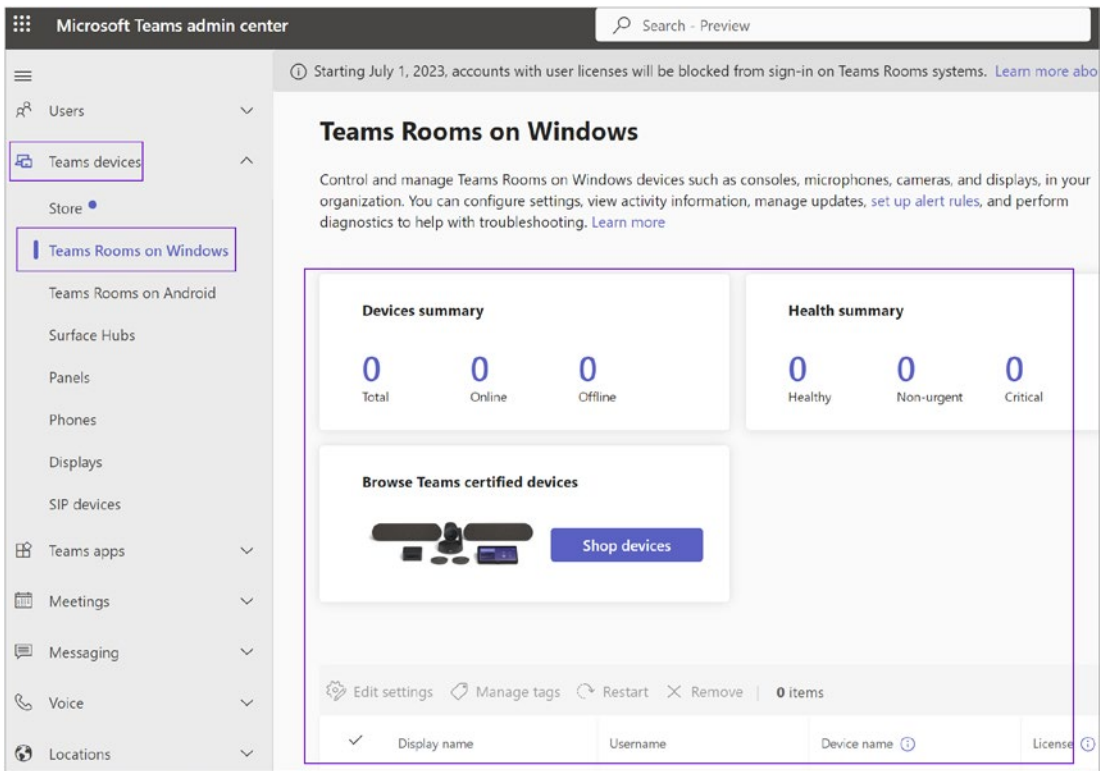 Microsoft Teams admin center
Search - Preview
Starting July 1, 2023, accounts with user licenses will be blocked from sign-in on Teams Rooms systems. Learn more abo
Users
Teams devices
Store
Teams Rooms on Windows
Teams Rooms on Android
Surface Hubs
Panels
Phones
Displays
SIP devices
Teams apps
Meetings
Messaging
Voice
Locations
Teams Rooms on Windows
Control and manage Teams Rooms on Windows devices such as consoles, microphones, cameras, and displays, in your
organization. You can configure settings, view activity information, manage updates, set up alert rules, and perform
diagnostics to help with troubleshooting. Learn more
Devices summary
0 0 0
Total Online Offline
Health summary
0 0 0
Healthy Non-urgent Critical
Browse Teams certified devices
Shop devices
Edit settings Manage tags Restart Remove | 0 items
Display name Username Device name License